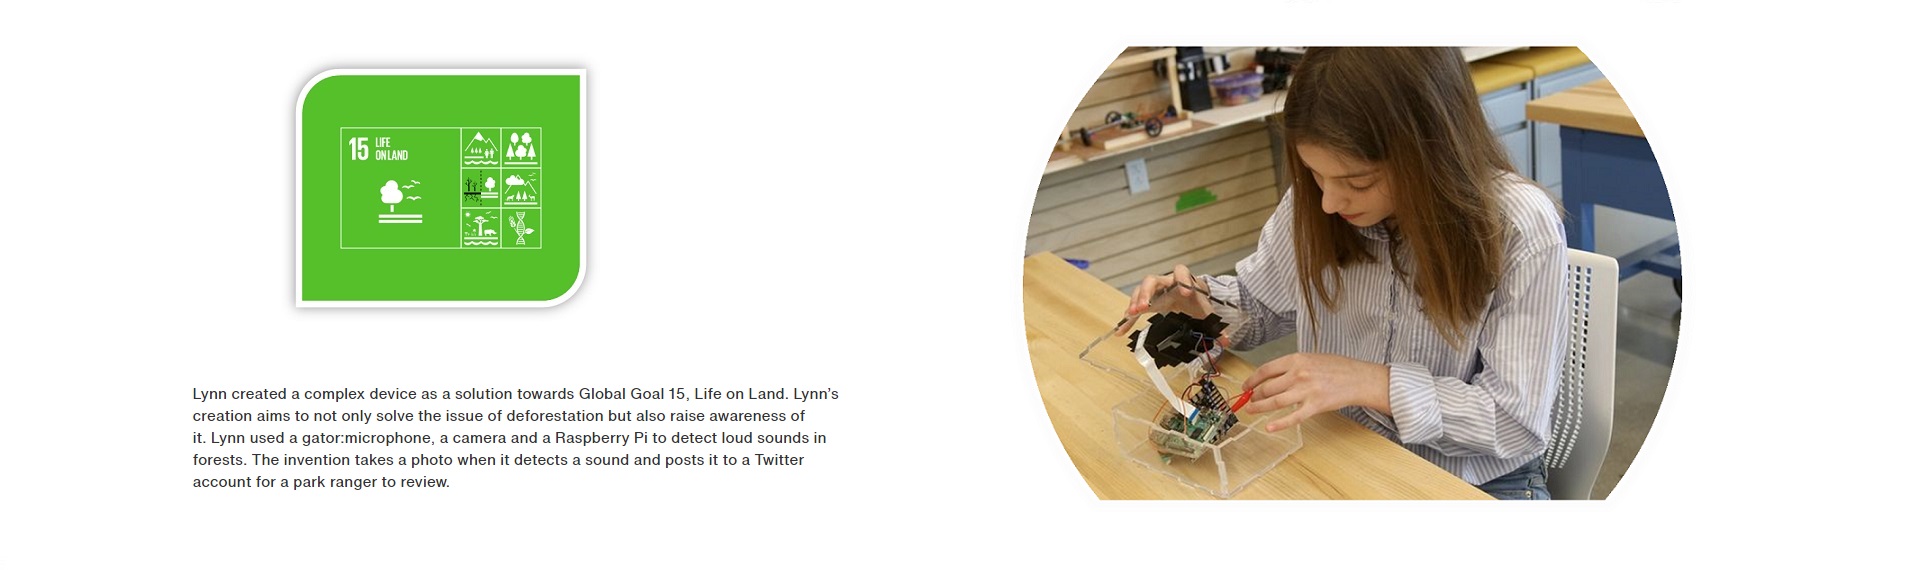 15 LIFE
ON LAND
Lynn created a complex device as a solution towards Global Goal 15, Life on Land. Lynn’s
creation aims to not only solve the issue of deforestation but also raise awareness of
it. Lynn used a gator:microphone, a camera and a Raspberry Pi to detect loud sounds in
forests. The invention takes a photo when it detects a sound and posts it to a Twitter
account for a park ranger to review.